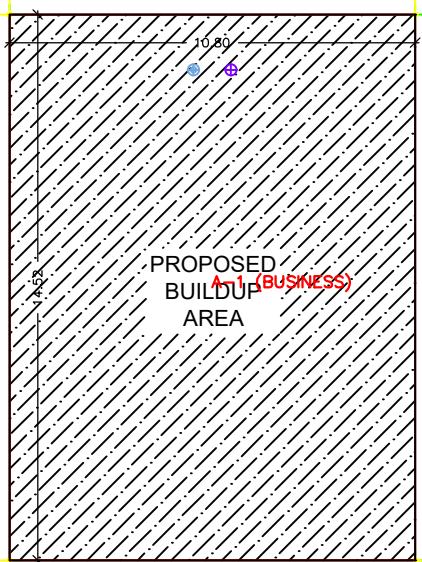 10.80
14.52
PROPOSED
A-1 (BUSINESS)
BUILDUP
AREA